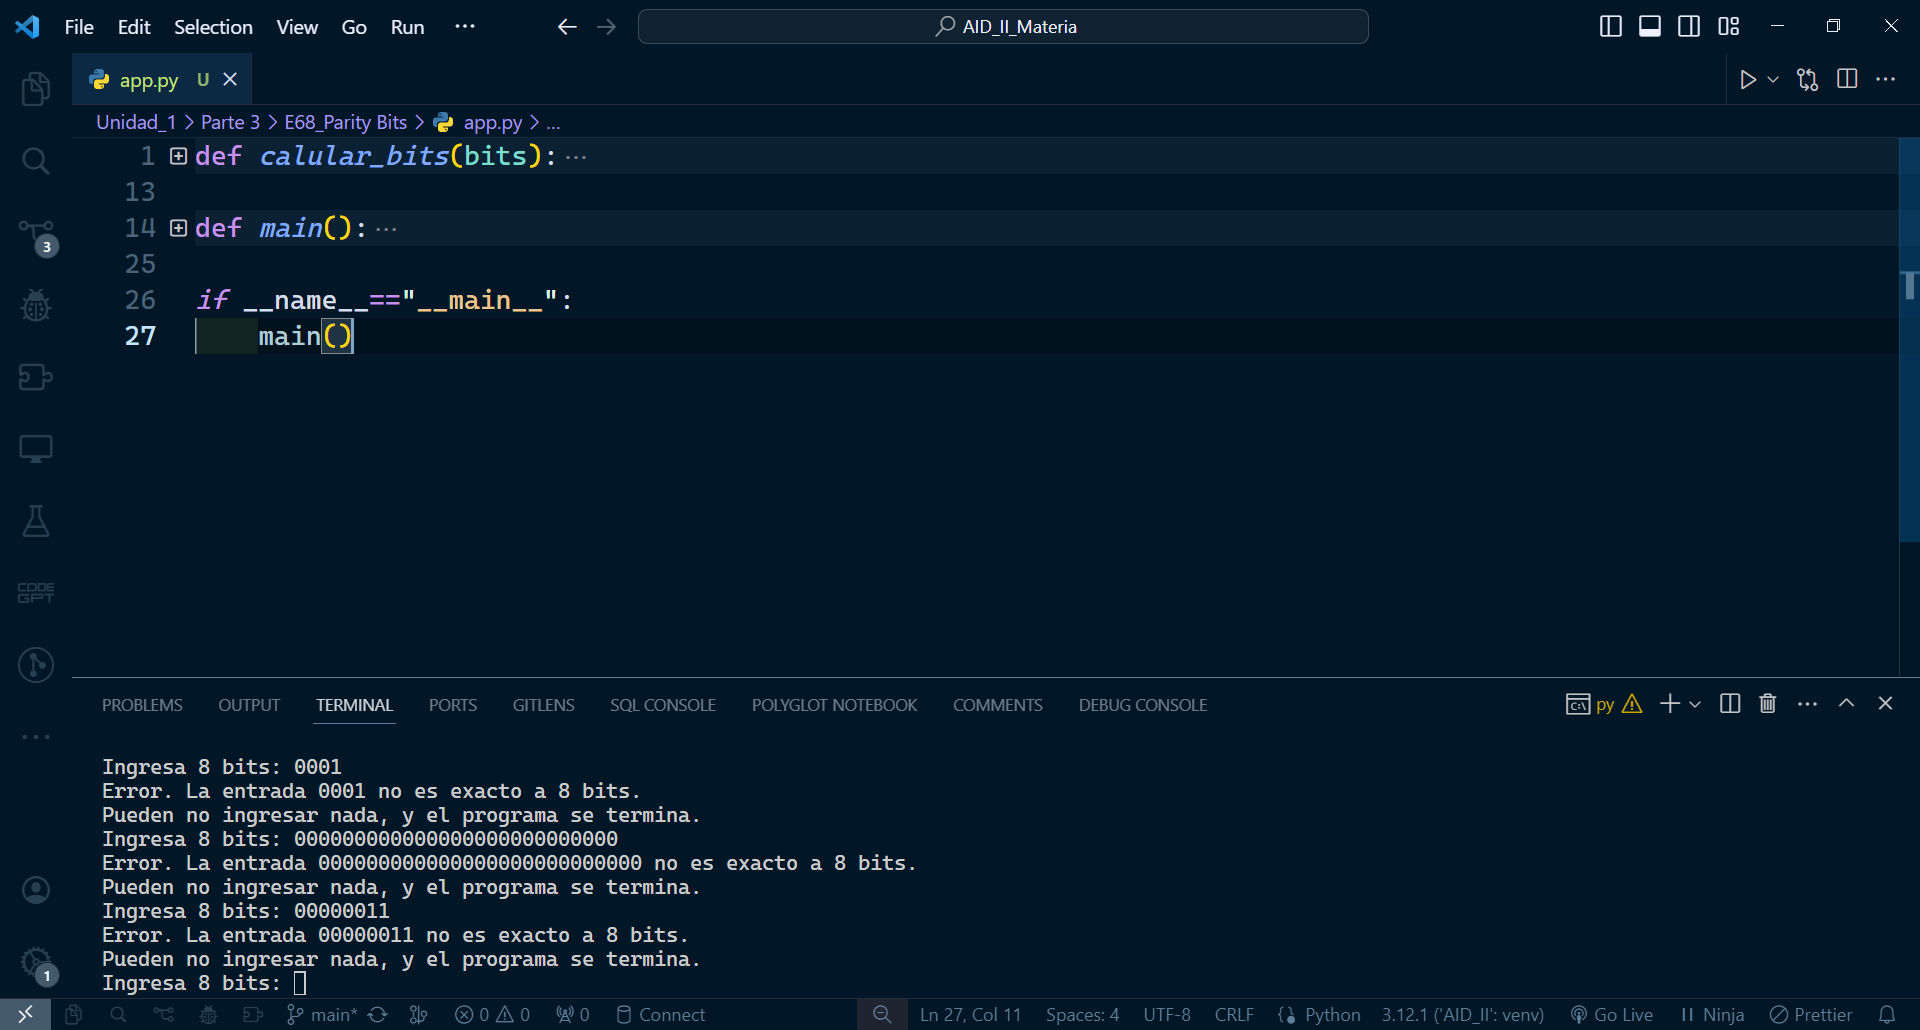 File Edit Selection View Go Run ··· AID_II_Materia
app.py U
Unidad_1 > Parte 3 > E68_Parity Bits > app.py > ...
1 def calular_bits(bits): ···
13
14 def main(): ···
25
26 if __name__=="__main__":
27 main()
3
CODE GPT
PROBLEMS OUTPUT TERMINAL PORTS GITLENS SQL CONSOLE POLYGLOT NOTEBOOK COMMENTS DEBUG CONSOLE py
Ingresa 8 bits: 0001
Error. La entrada 0001 no es exacto a 8 bits.
Pueden no ingresar nada, y el programa se termina.
Ingresa 8 bits: 000000000000000000000000000
Error. La entrada 000000000000000000000000000 no es exacto a 8 bits.
Pueden no ingresar nada, y el programa se termina.
Ingresa 8 bits: 00000011
Error. La entrada 00000011 no es exacto a 8 bits.
Pueden no ingresar nada, y el programa se termina.
Ingresa 8 bits:
1
main* 0 0 0 Connect Ln 27, Col 11 Spaces: 4 UTF-8 CRLF Python 3.12.1 ('AID_II': venv) Go Live Ninja Prettier